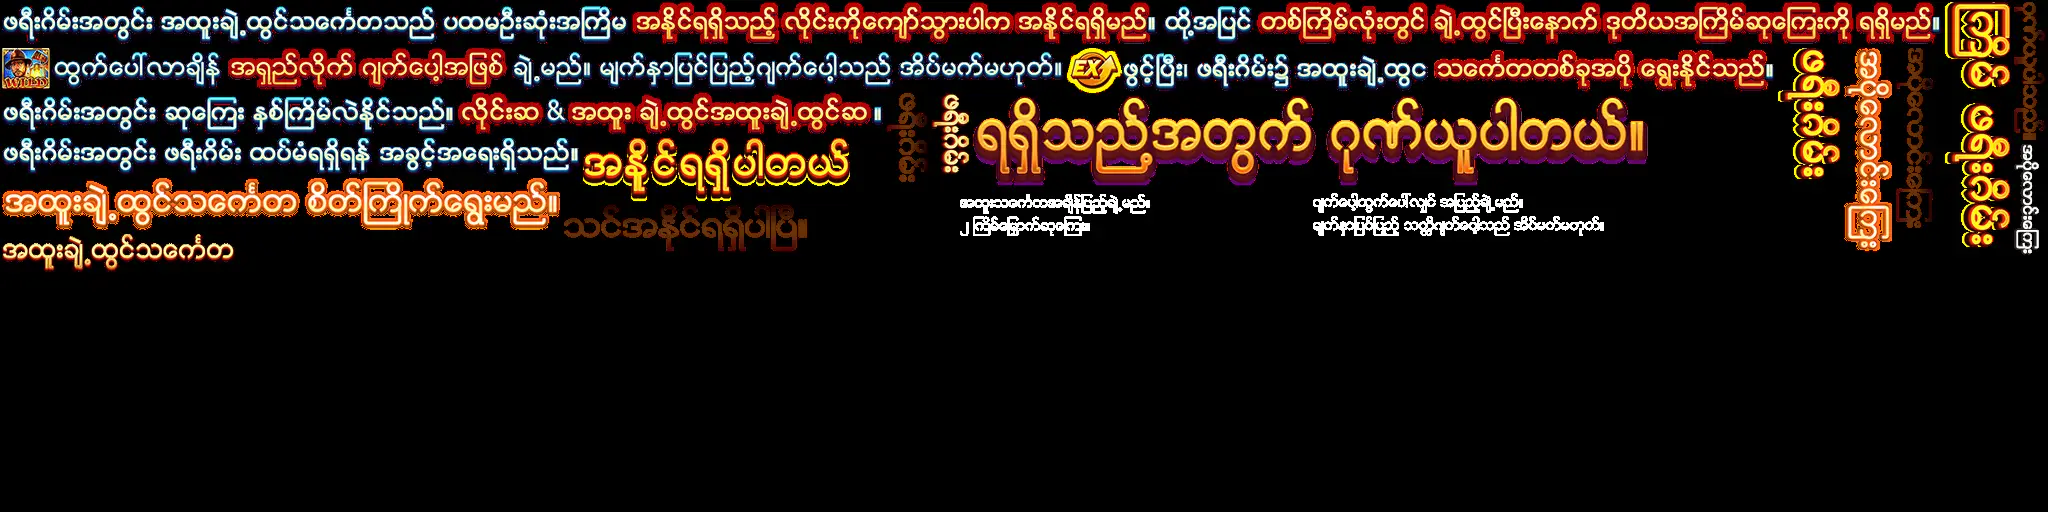 ဖရီးဂိမ်းအတွင်း အထူးချဲ့ထွင်သင်္ကေတသည် ပထမဦးဆုံးအကြိမ အနိုင်ရရှိသည့် လိုင်းကိုကျော်သွားပါက အနိုင်ရရှိမည်။ ထို့အပြင် တစ်ကြိမ်လုံးတွင် ချဲ့ထွင်ပြီးနောက် ဒုတိယအကြိမ်ဆုကြေးကို ရရှိမည်။
WILD ထွက်ပေါ်လာချိန် အရှည်လိုက် ဂျက်ပေါ့အဖြစ် ချဲ့မည်။ မျက်နှာပြင်ပြည့်ဂျက်ပေါ့သည် အိပ်မက်မဟုတ်။ EX ဖွင့်ပြီး၊ ဖရီးဂိမ်း၌ အထူးချဲ့ထွင သင်္ကေတတစ်ခုအပို ရွေးနိုင်သည်။
ဖရီးဂိမ်းအတွင်း ဆုကြေး နှစ်ကြိမ်လဲနိုင်သည်။ လိုင်းဆ & အထူး ချဲ့ထွင်အထူးချဲ့ထွင်ဆ ။
ဖရီးဂိမ်းအတွင်း ဖရီးဂိမ်း ထပ်မံရရှိရန် အခွင့်အရေးရှိသည်။
အနိုင်ရရှိပါတယ်
ရရှိသည့်အတွက် ဂုဏ်ယူပါတယ်။
အထူးချဲ့ထွင်သင်္ကေတ စိတ်ကြိုက်ရွေးမည်။
သင်အနိုင်ရရှိပါပြီ။
အထူးသင်္ကေတအချိန်ပြည့်ချဲ့မည်။
၂ ကြိမ်မြောက်ဆုကြေး။
ဂျက်ပေါ့ထွက်ပေါ်လျှင် အပြည့်ချဲ့မည်။
မျက်နှာပြင်ပြည့် သတ္တိဂျက်ပေါ့သည် အိပ်မက်မဟုတ်။
အထူးချဲ့ထွင်သင်္ကေတ